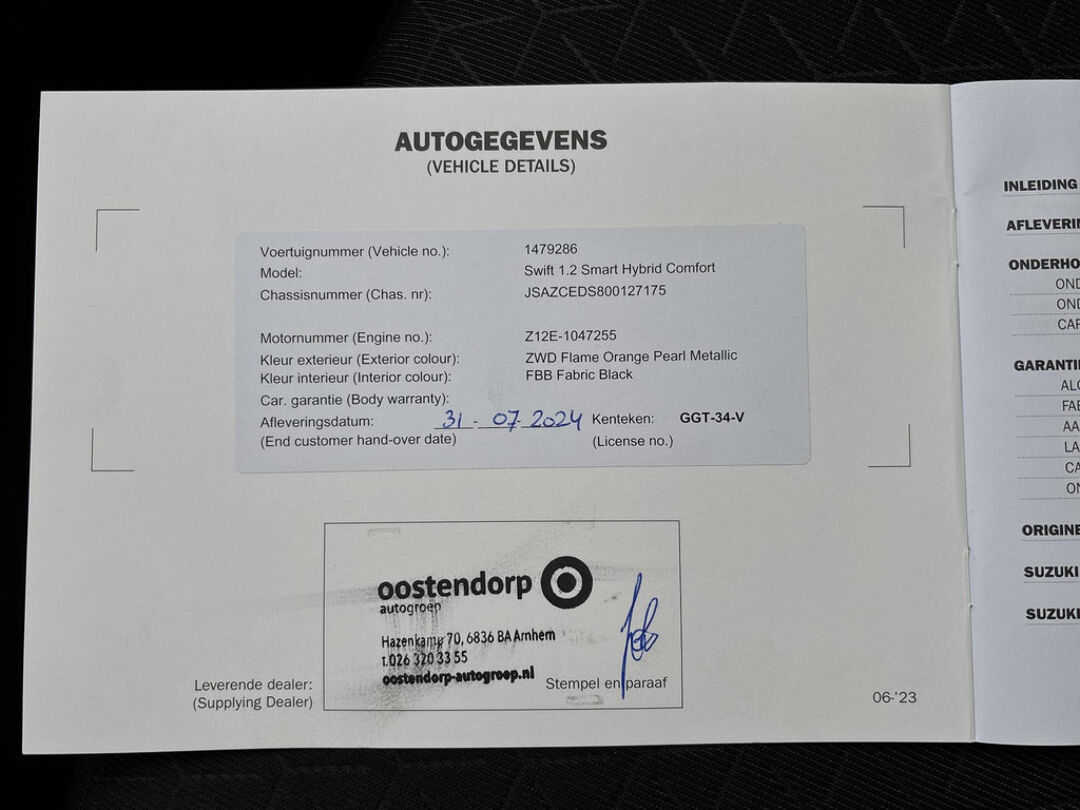 AUTOGEGEVENS
(VEHICLE DETAILS)
Voertuignummer (Vehicle no.): 1479286
Model: Swift 1.2 Smart Hybrid Comfort
Chassisnummer (Chas. nr): JSAZCEDS800127175
Motornummer (Engine no.): Z12E-1047255
Kleur exterieur (Exterior colour): ZWD Flame Orange Pearl Metallic
Kleur interieur (Interior colour): FBB Fabric Black
Car. garantie (Body warranty):
Afleveringsdatum: 31 - 07 - 2024 Kenteken: GGT-34-V
(End customer hand-over date) (License no.)
oostendorp
autogroep
Hazenkamp 70, 6836 BA Arnhem
t.026 320 33 55
oostendorp-autogroep.nl
Stempel en paraaf
Leverende dealer:
(Supplying Dealer)
06-'23
INLEIDING
ONDERHO
OND
OND
GARANTI
LA
ORIGINE
SUZUKI
SUZUKI